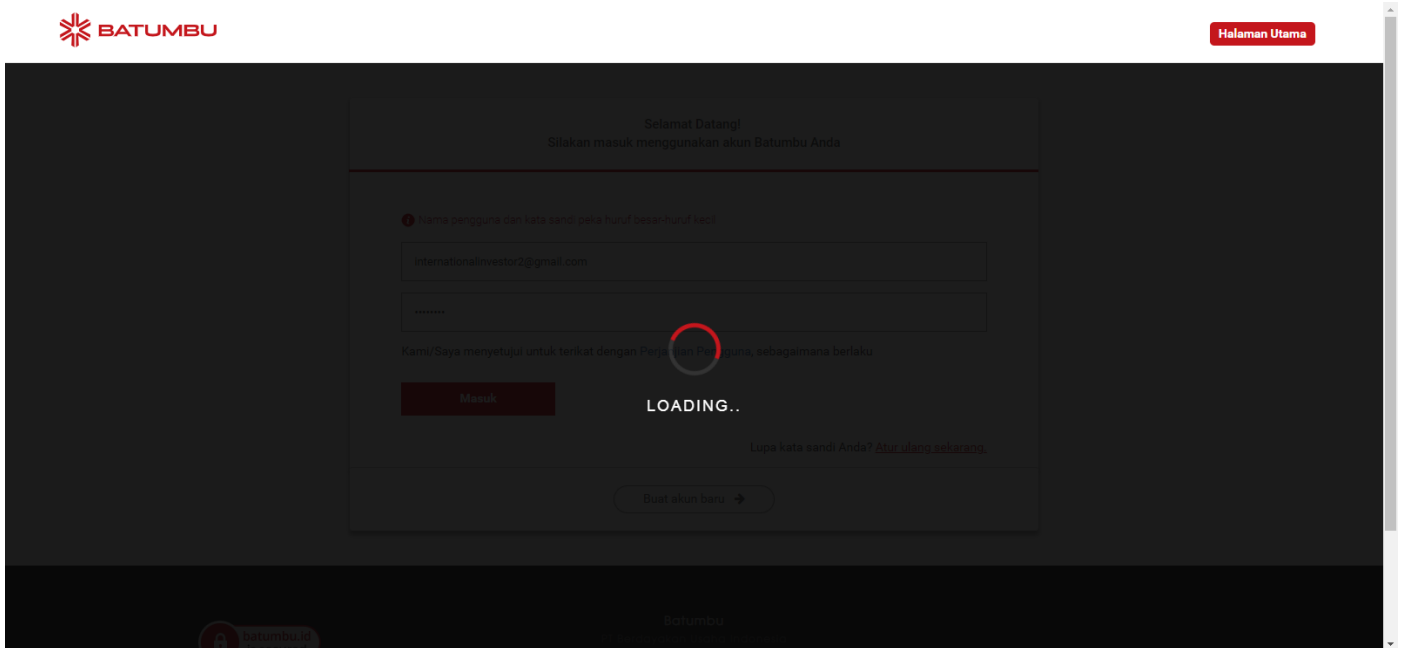 BATUMBU
Halaman Utama
Selamat Datang!
Silakan masuk menggunakan akun Batumbu Anda
Nama pengguna dan kata sandi peka huruf besar-huruf kecil
internationalinvestor2@gmail.com
········
Kami/Saya menyetujui untuk terikat dengan Perjanjian Pengguna, sebagaimana berlaku
Masuk
LOADING..
Lupa kata sandi Anda? Atur ulang sekarang.
Buat akun baru
Batumbu
batumbu.id